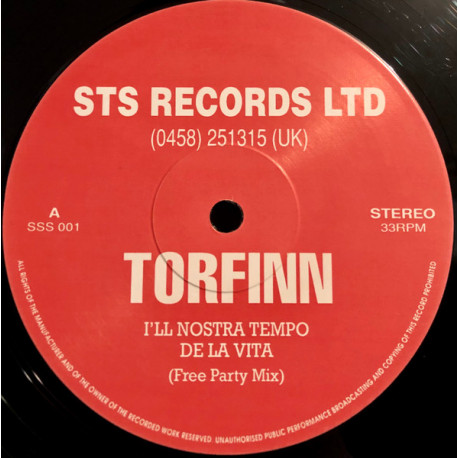 STS RECORDS LTD
(0458) 251315 (UK)
A
SSS 001
STEREO
33RPM
TORFINN
I'LL NOSTRA TEMPO
DE LA VITA
(Free Party Mix)
ALL RIGHTS OF THE MANUFACTURER AND OF THE OWNER OF THE RECORDED WORK RESERVED. UNAUTHORISED PUBLIC PERFORMANCE BROADCASTING AND COPYING OF THIS RECORD PROHIBITED